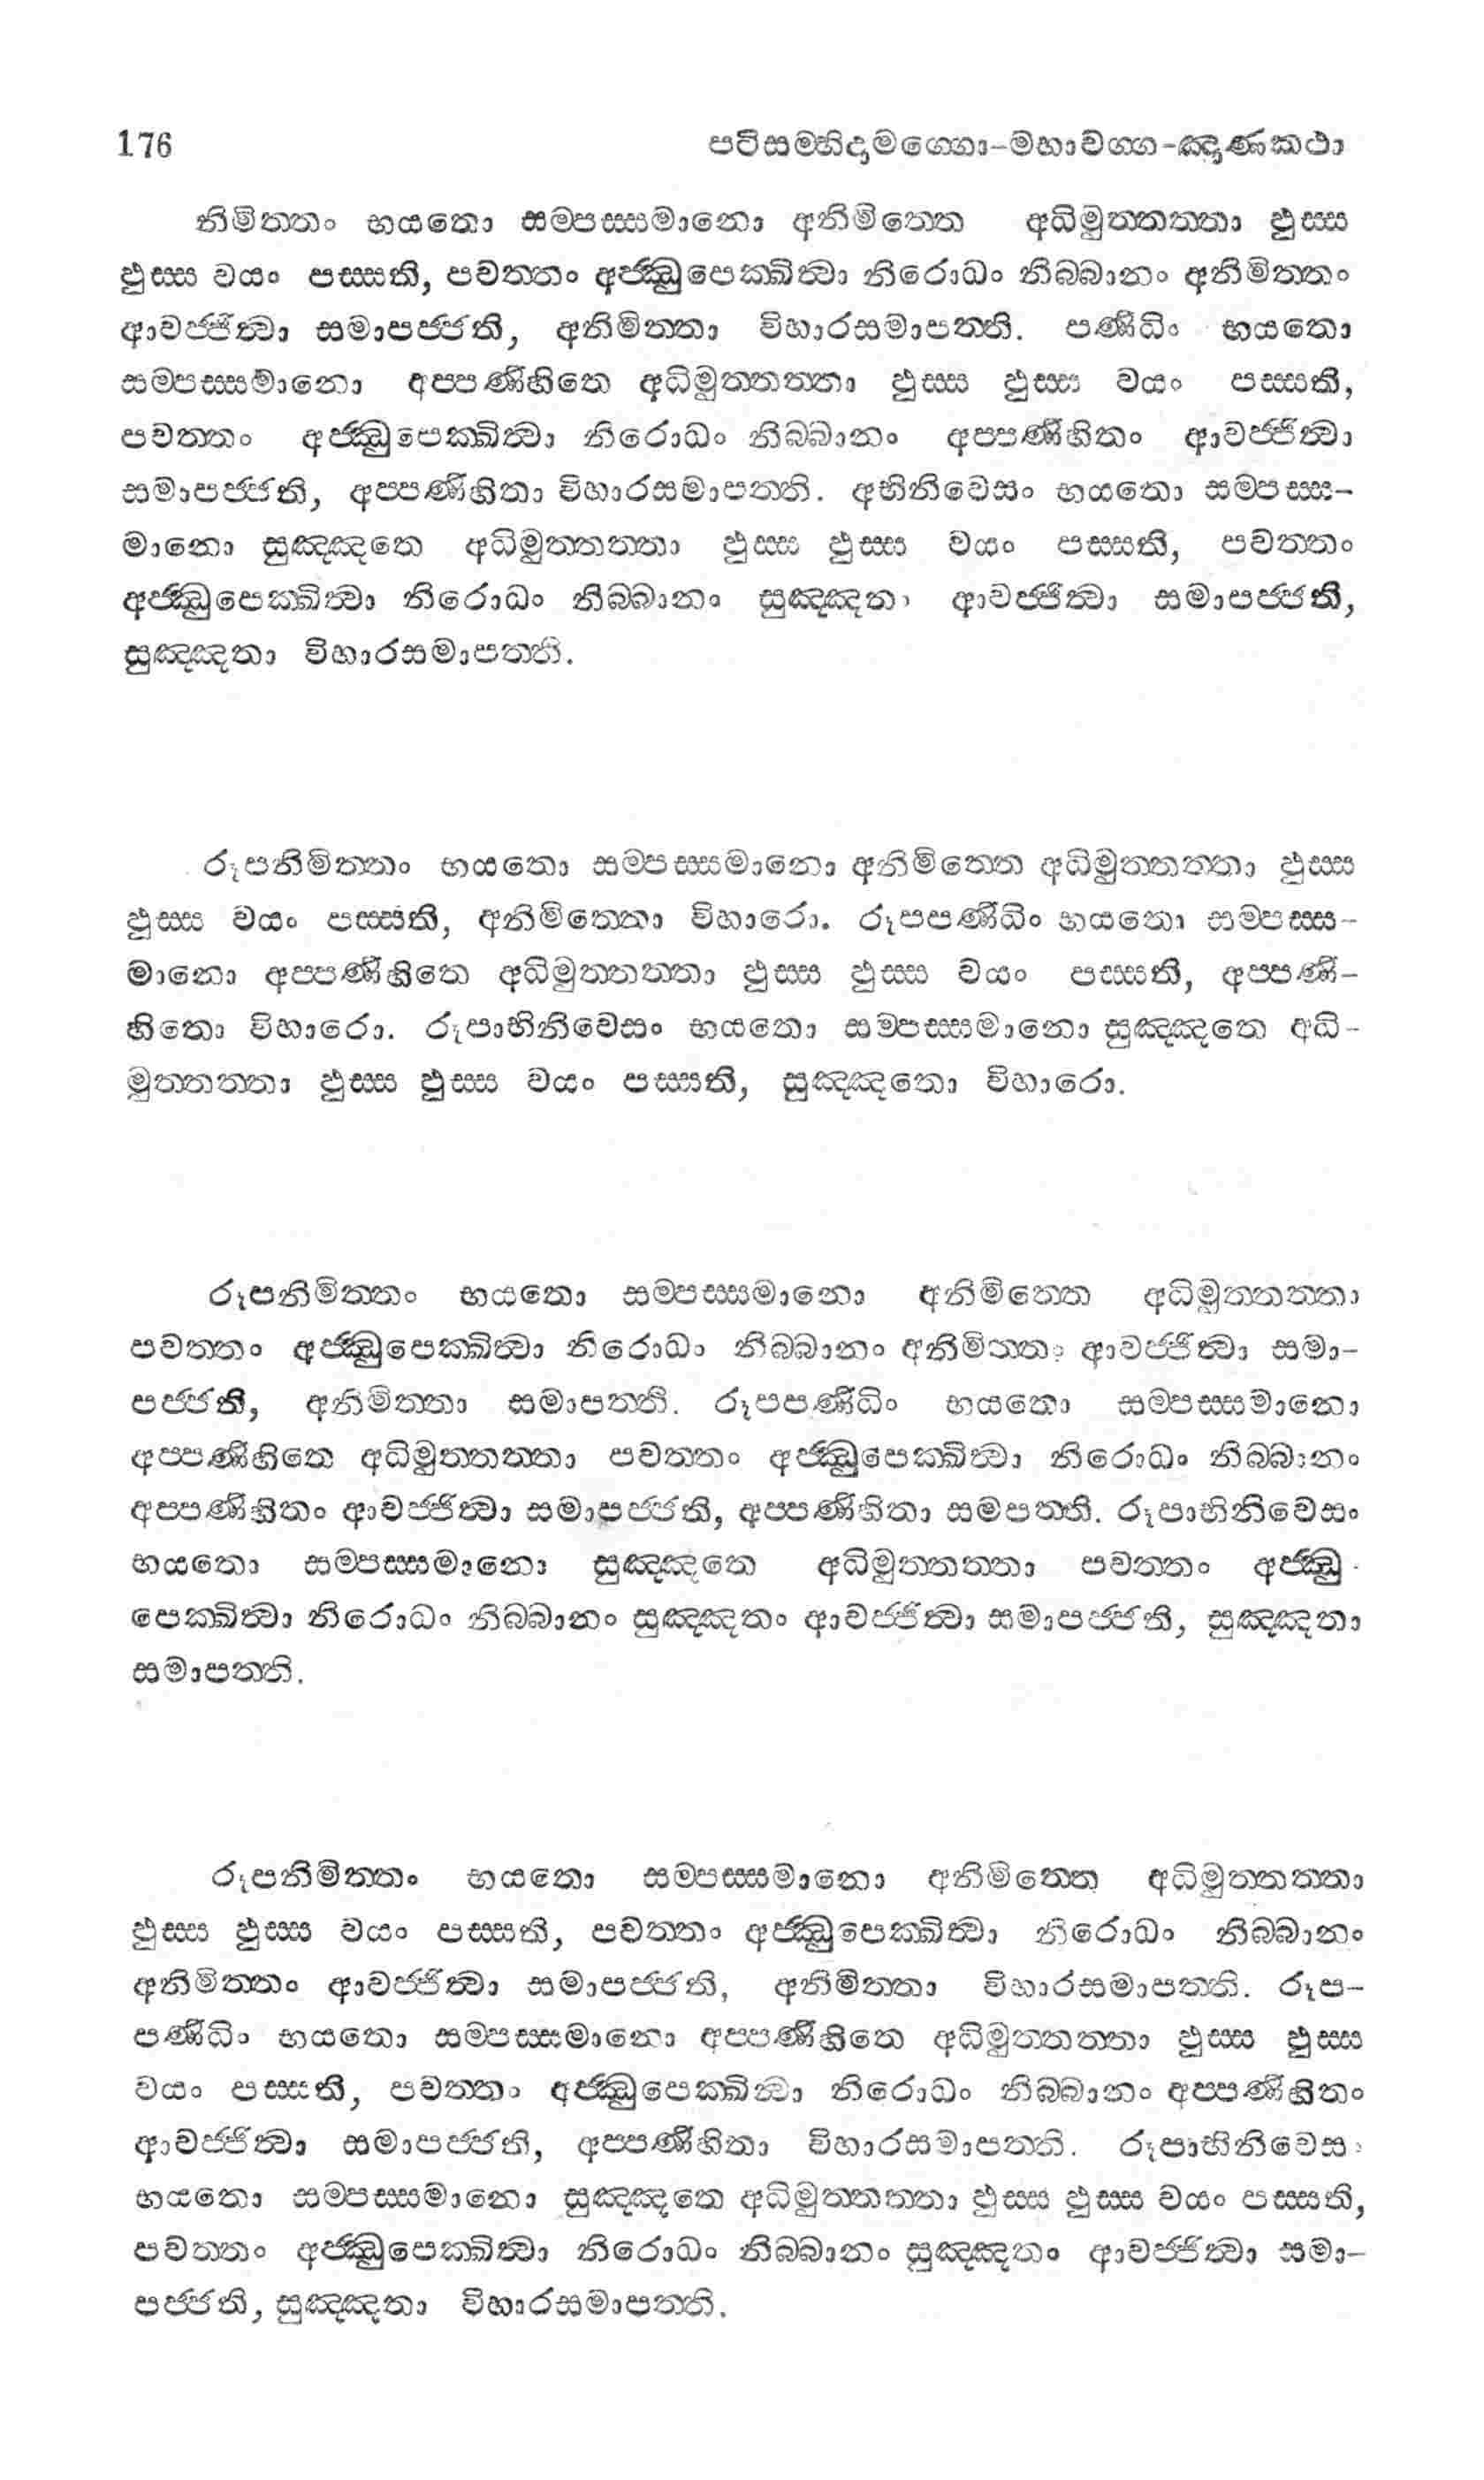 176 පටිසම්භිදාමග්ගො-මහාවග්ග-ඤාණකථා
නිමිත්තං භයතො සම්පස්සමානො අනිමිත්තෙ අධිමුත්තත්තා ඵුස්ස
ඵුස්ස වයං පස්සති, පවත්තං අජ්ඣුපෙක්ඛිත්වා නිරොධං නිබ්බානං අනිමිත්තං
ආවජ්ජිත්වා සමාපජ්ජති, අනිමිත්තා විහාරසමාපත්ති. පණිධිං භයතො
සම්පස්සමානො අප්පණිහිතෙ අධිමුත්තත්තා ඵුස්ස ඵුස්ස වයං පස්සති,
පවත්තං අජ්ඣුපෙක්ඛිත්වා නිරොධං නිබ්බානං අප්පණිහිතං ආවජ්ජිත්වා
සමාපජ්ජති, අප්පණිහිතා විහාරසමාපත්ති. අභිනිවෙසං භයතො සම්පස්ස-
මානො සුඤ්ඤතෙ අධිමුත්තත්තා ඵුස්ස ඵුස්ස වයං පස්සති, පවත්තං
අජ්ඣුපෙක්ඛිත්වා නිරොධං නිබ්බානං සුඤ්ඤතං ආවජ්ජිත්වා සමාපජ්ජති,
සුඤ්ඤතා විහාරසමාපත්ති.
රූපනිමිත්තං භයතො සම්පස්සමානො අනිමිත්තෙ අධිමුත්තත්තා ඵුස්ස
ඵුස්ස වයං පස්සති, අනිමිත්තො විහාරො. රූපපණිධිං භයතො සම්පස්ස-
මානො අප්පණිහිතෙ අධිමුත්තත්තා ඵුස්ස ඵුස්ස වයං පස්සති, අප්පණි-
හිතො විහාරො. රූපාභිනිවෙසං භයතො සම්පස්සමානො සුඤ්ඤතෙ අධි-
මුත්තත්තා ඵුස්ස ඵුස්ස වයං පස්සති, සුඤ්ඤතො විහාරො.
රූපනිමිත්තං භයතො සම්පස්සමානො අනිමිත්තෙ අධිමුත්තත්තා
පවත්තං අජ්ඣුපෙක්ඛිත්වා නිරොධං නිබ්බානං අනිමිත්තං ආවජ්ජිත්වා සමා-
පජ්ජති, අනිමිත්තා සමාපත්ති. රූපපණිධිං භයතො සම්පස්සමානො
අප්පණිහිතෙ අධිමුත්තත්තා පවත්තං අජ්ඣුපෙක්ඛිත්වා නිරොධං නිබ්බානං
අප්පණිහිතං ආවජ්ජිත්වා සමාපජ්ජති, අප්පණිහිතා සමපත්ති. රූපාභිනිවෙසං
භයතො සම්පස්සමානො සුඤ්ඤතෙ අධිමුත්තත්තා පවත්තං අජ්ඣු-
පෙක්ඛිත්වා නිරොධං නිබ්බානං සුඤ්ඤතං ආවජ්ජිත්වා සමාපජ්ජති, සුඤ්ඤතා
සමාපත්ති.
රූපනිමිත්තං භයතො සම්පස්සමානො අනිමිත්තෙ අධිමුත්තත්තා
ඵුස්ස ඵුස්ස වයං පස්සති, පවත්තං අජ්ඣුපෙක්ඛිත්වා නිරොධං නිබ්බානං
අනිමිත්තං ආවජ්ජිත්වා සමාපජ්ජති, අනිමිත්තා විහාරසමාපත්ති. රූප-
පණිධිං භයතො සම්පස්සමානො අප්පණිහිතෙ අධිමුත්තත්තා ඵුස්ස ඵුස්ස
වයං පස්සති, පවත්තං අජ්ඣුපෙක්ඛිත්වා නිරොධං නිබ්බානං අප්පණිහිතං
ආවජ්ජිත්වා සමාපජ්ජති, අප්පණිහිතා විහාරසමාපත්ති. රූපාභිනිවෙසං
භයතො සම්පස්සමානො සුඤ්ඤතෙ අධිමුත්තත්තා ඵුස්ස ඵුස්ස වයං පස්සති,
පවත්තං අජ්ඣුපෙක්ඛිත්වා නිරොධං නිබ්බානං සුඤ්ඤතං ආවජ්ජිත්වා සමා-
පජ්ජති, සුඤ්ඤතා විහාරසමාපත්ති.